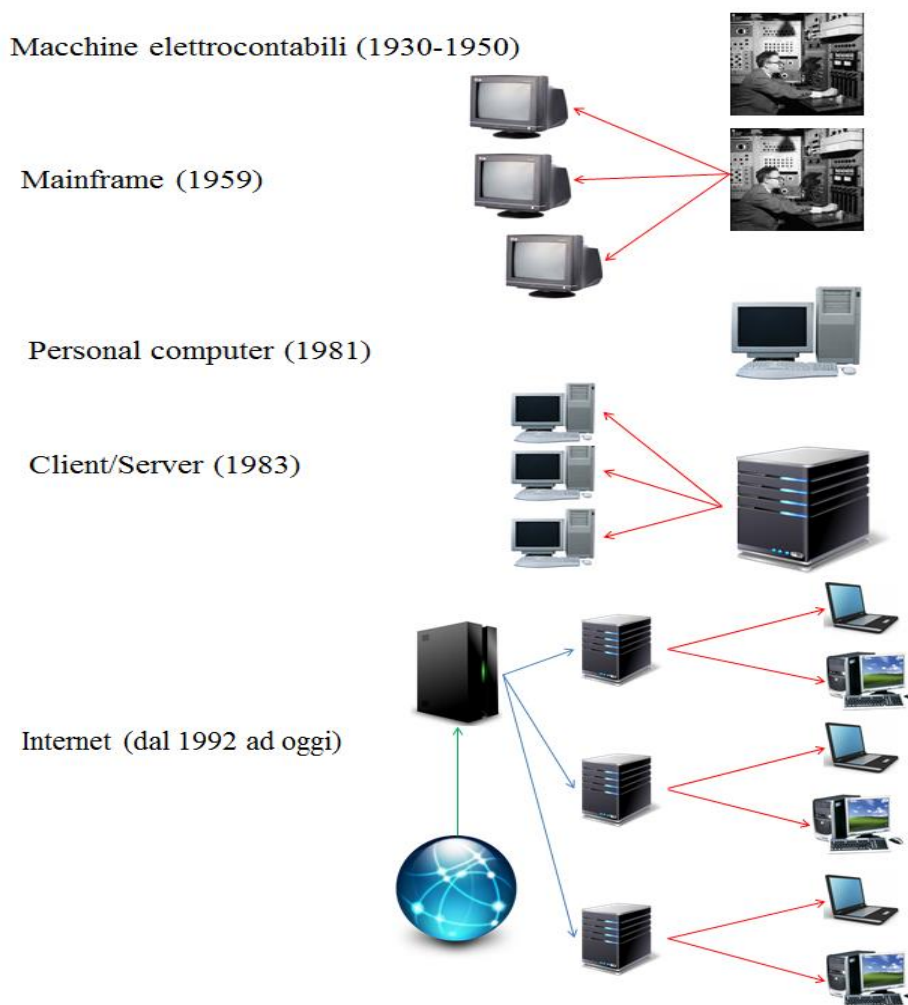 Macchine elettrocontabili (1930-1950)
Mainframe (1959)
Personal computer (1981)
Client/Server (1983)
Internet (dal 1992 ad oggi)